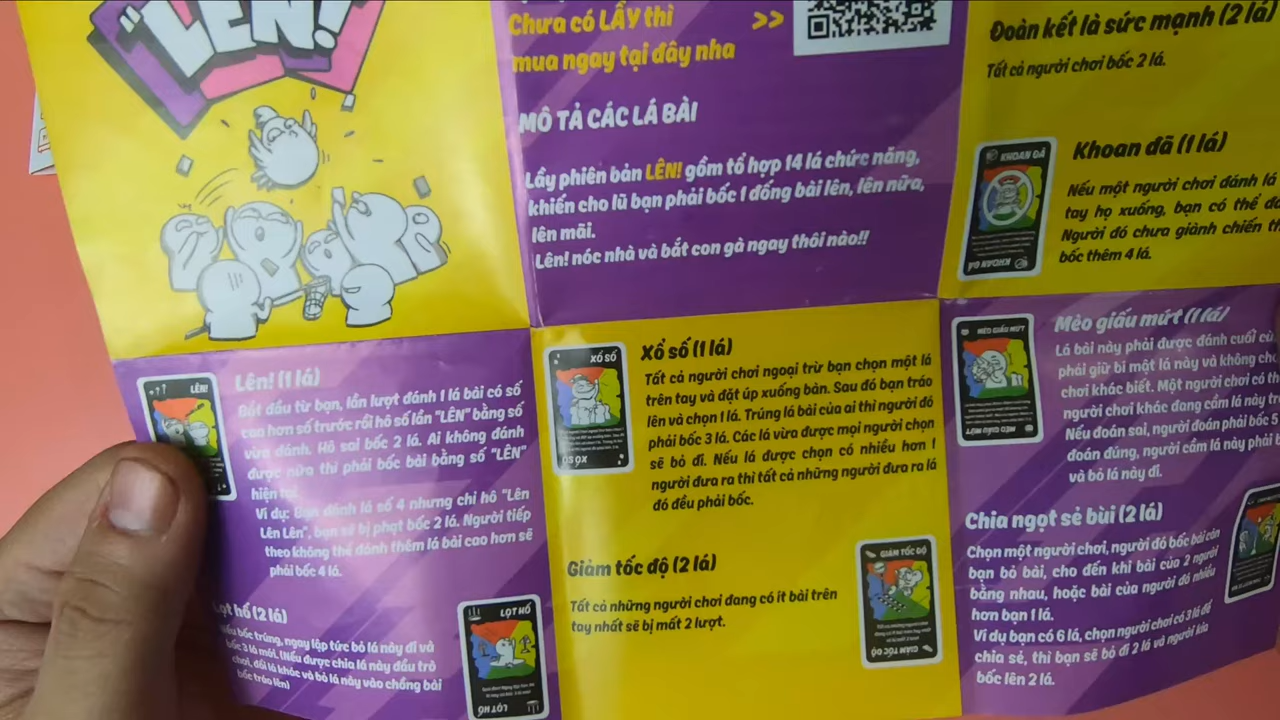 "LÊN!
Chưa có LẦY thì
mua ngay tại đây nha
>>
MÔ TẢ CÁC LÁ BÀI
Lầy phiên bản LÊN! gồm tổ hợp 14 lá chức năng,
khiến cho lũ bạn phải bốc 1 đống bài lên, lên nữa,
lên mãi.
Lên! nóc nhà và bắt con gà ngay thôi nào!!
Đoàn kết là sức mạnh (2 lá)
Tất cả người chơi bốc 2 lá.
KHOAN ĐÃ
KHOAN ĐÃ
Khoan đã (1 lá)
Nếu một người chơi đánh lá
tay họ xuống, bạn có thể
Người đó chưa giành chiến
bốc thêm 4 lá.
LÊN!
Lên! (1 lá)
Bắt đầu từ bạn, lần lượt đánh 1 lá bài có số
cao hơn số trước rồi hô số lần "LÊN" bằng số
vừa đánh. Hô sai bốc 2 lá. Ai không đánh
được nữa thì phải bốc bài bằng số "LÊN"
hiện tại.
Ví dụ: Bạn đánh lá số 4 nhưng chỉ hô "Lên
Lên Lên", bạn sẽ bị phạt bốc 2 lá. Người tiếp
theo không thể đánh thêm lá bài cao hơn sẽ
phải bốc 4 lá.
Lọt hố (2 lá)
Nếu bốc trúng, ngay lập tức bỏ lá này đi và
bốc 3 lá mới. (Nếu được chia lá này đầu trò
chơi, đổi lá khác và bỏ lá này vào chồng bài
bốc tráo lên)
LỌT HỐ
LỌT HỐ
XỔ SỐ
XỔ SỐ
Xổ số (1 lá)
Tất cả người chơi ngoại trừ bạn chọn một lá
trên tay và đặt úp xuống bàn. Sau đó bạn tráo
lên và chọn 1 lá. Trúng lá bài của ai thì người đó
phải bốc 3 lá. Các lá vừa được mọi người chọn
sẽ bỏ đi. Nếu lá được chọn có nhiều hơn 1
người đưa ra thì tất cả những người đưa ra lá
đó đều phải bốc.
Giảm tốc độ (2 lá)
Tất cả những người chơi đang có ít bài trên
tay nhất sẽ bị mất 2 lượt.
GIẢM TỐC ĐỘ
GIẢM TỐC ĐỘ
MÈO GIẤU MỨT
MÈO GIẤU MỨT
Mèo giấu mứt (1 lá)
Lá bài này phải được đánh cuối
phải giữ bí mật lá này và không
chơi khác biết. Một người chơi có
người chơi khác đang cầm lá này
Nếu đoán sai, người đoán phải bốc 5
đoán đúng, người cầm lá này phải
và bỏ lá này đi.
Chia ngọt sẻ bùi (2 lá)
Chọn một người chơi, người đó bốc bài còn
bạn bỏ bài, cho đến khi bài của 2 người
bằng nhau, hoặc bài của người đó nhiều
hơn bạn 1 lá.
Ví dụ bạn có 6 lá, chọn người chơi có 3 lá để
chia sẻ, thì bạn sẽ bỏ đi 2 lá và người kia
bốc lên 2 lá.